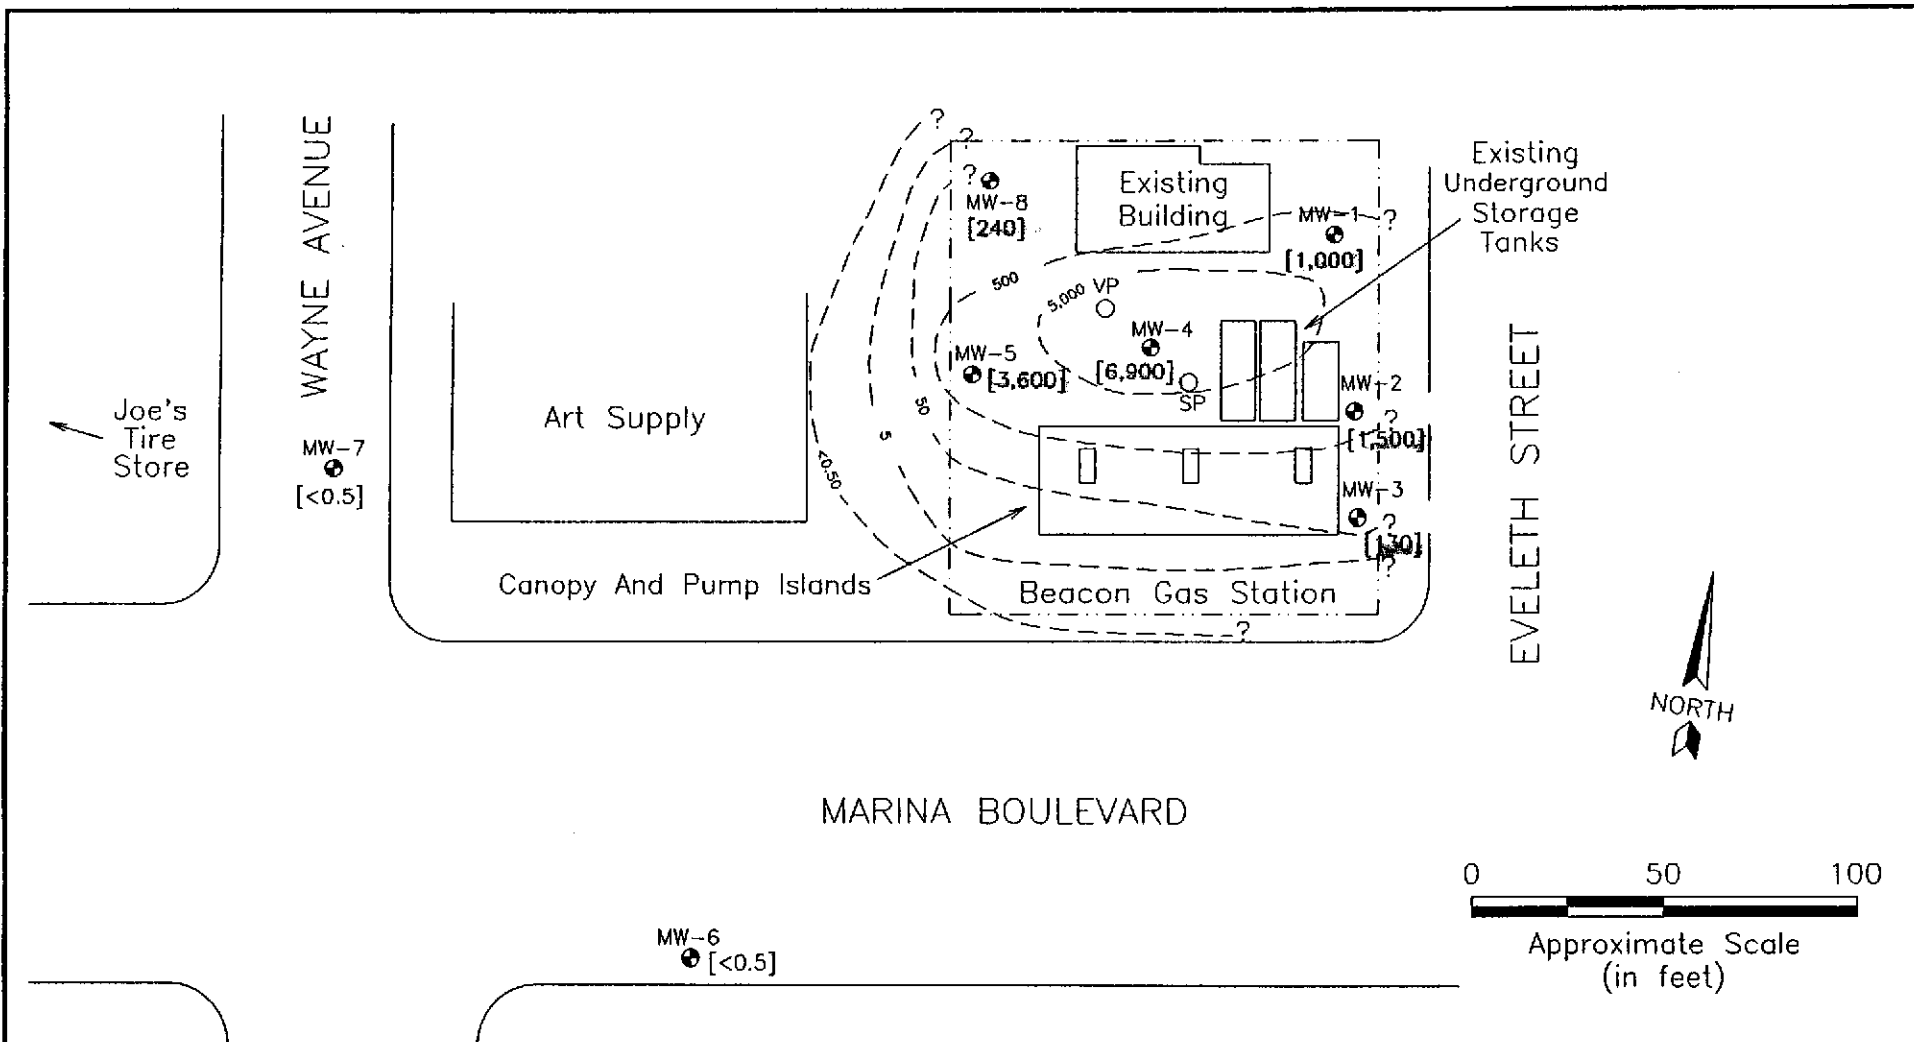 WAYNE AVENUE
?
?
?
MW-8
[240]
Existing
Building
MW-1
?
[1,000]
Existing
Underground
Storage
Tanks
500
5,000
VP
MW-4
[6,900]
SP
MW-5
[3,600]
MW-2
?
[1,500]
MW-3
?
[130]
?
50
5
<0.50
Joe's
Tire
Store
MW-7
[<0.5]
Art Supply
Canopy And Pump Islands
Beacon Gas Station
?
EVELETH STREET
NORTH
MARINA BOULEVARD
0 50 100
Approximate Scale
(in feet)
MW-6
[<0.5]